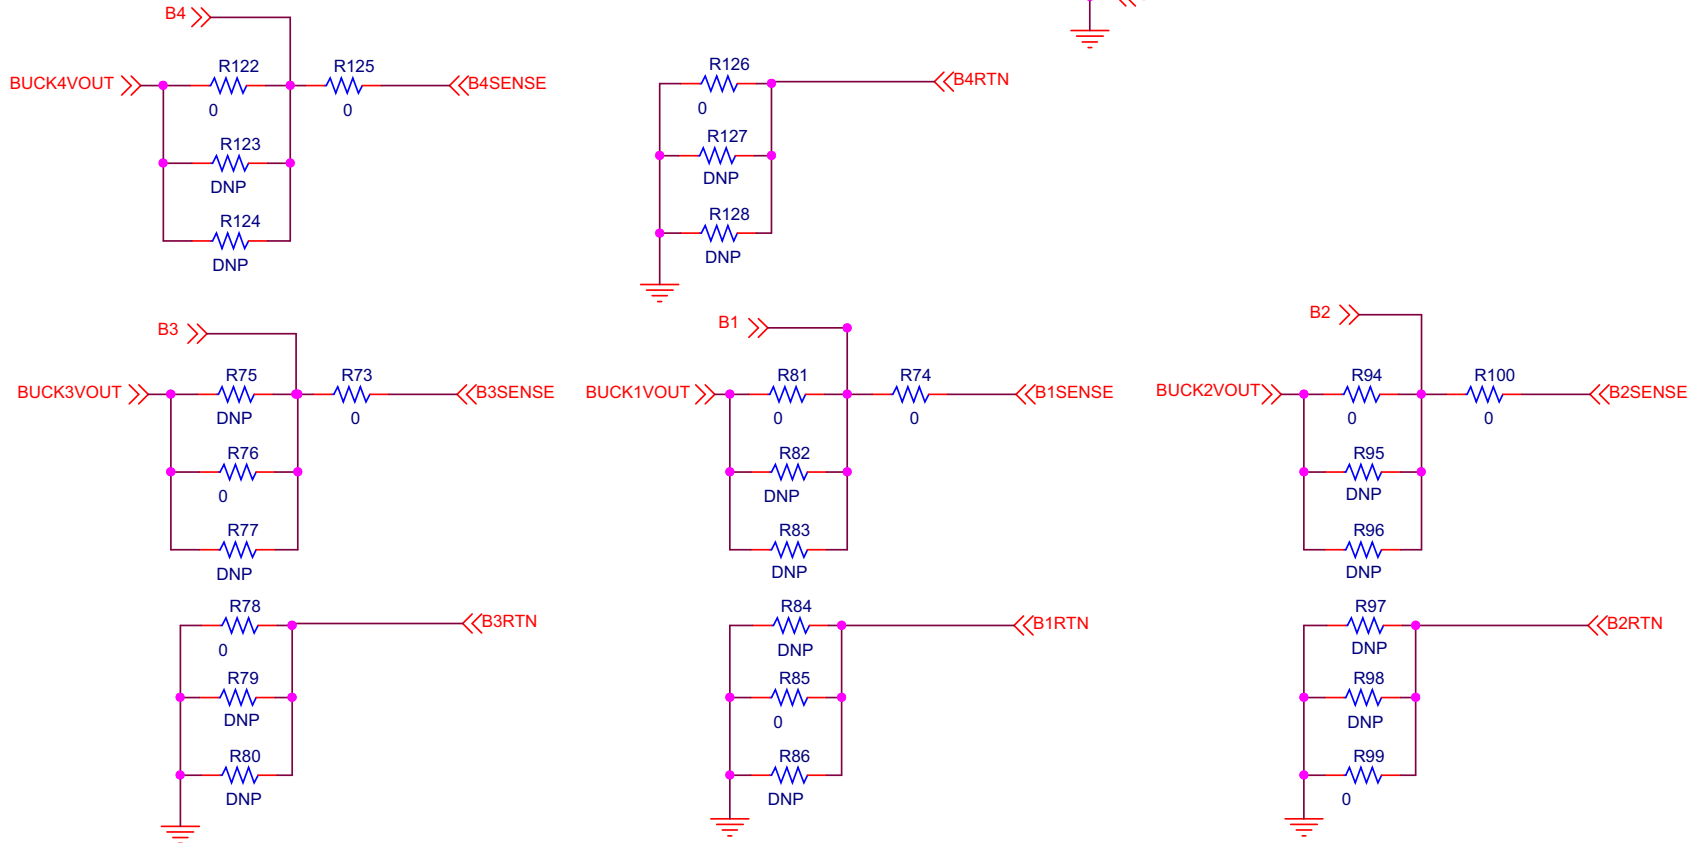 B4
BUCK4VOUT
R122
0
R125
0
B4SENSE
R123
DNP
R124
DNP
R126
0
B4RTN
R127
DNP
R128
DNP
B3
BUCK3VOUT
R75
DNP
R73
0
B3SENSE
R76
0
R77
DNP
R78
0
B3RTN
R79
DNP
R80
DNP
B1
BUCK1VOUT
R81
0
R74
0
B1SENSE
R82
DNP
R83
DNP
R84
DNP
B1RTN
R85
0
R86
DNP
B2
BUCK2VOUT
R94
0
R100
0
B2SENSE
R95
DNP
R96
DNP
R97
DNP
B2RTN
R98
DNP
R99
0